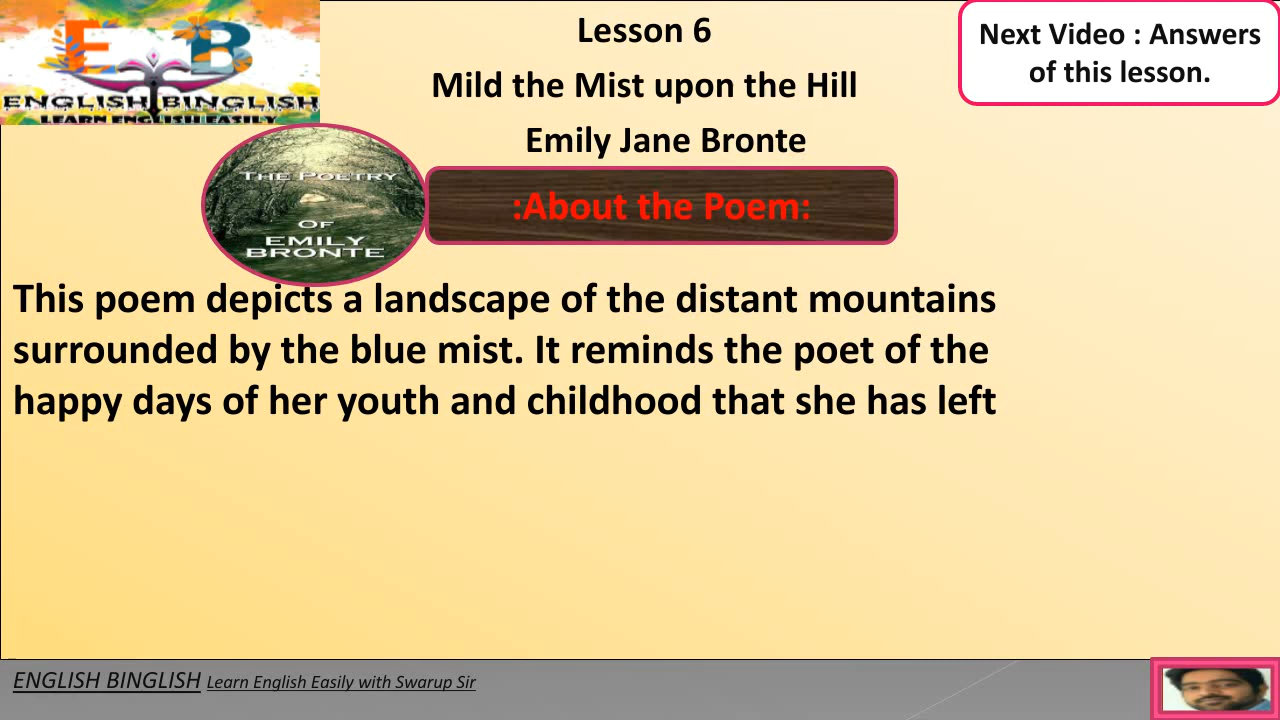 E B
ENGLISH BINGLISH
LEARN ENGLISH EASILY
Lesson 6
Mild the Mist upon the Hill
Emily Jane Bronte
Next Video : Answers
of this lesson.
THE POETRY
OF
EMILY
BRONTE
:About the Poem:
This poem depicts a landscape of the distant mountains
surrounded by the blue mist. It reminds the poet of the
happy days of her youth and childhood that she has left
ENGLISH BINGLISH Learn English Easily with Swarup Sir